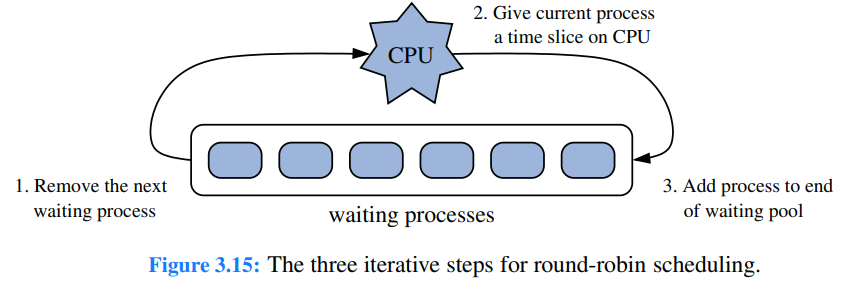 2. Give current process
a time slice on CPU
CPU
1. Remove the next
waiting process
waiting processes
3. Add process to end
of waiting pool
Figure 3.15: The three iterative steps for round-robin scheduling.